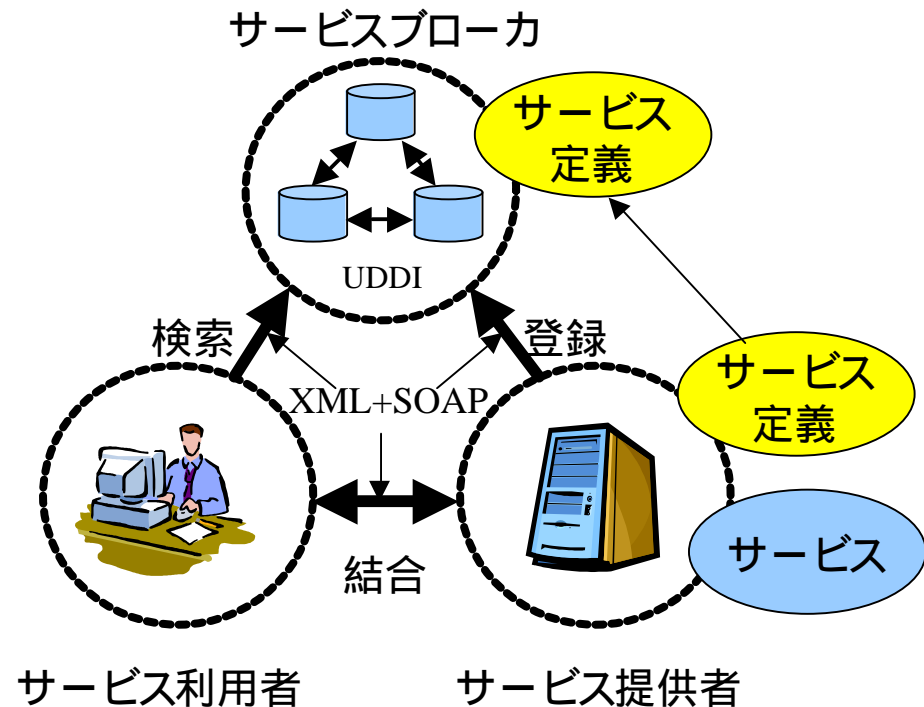 サービスブローカ
サービス
定義
UDDI
検索
登録
XML+SOAP
サービス
定義
サービス
結合
サービス利用者
サービス提供者